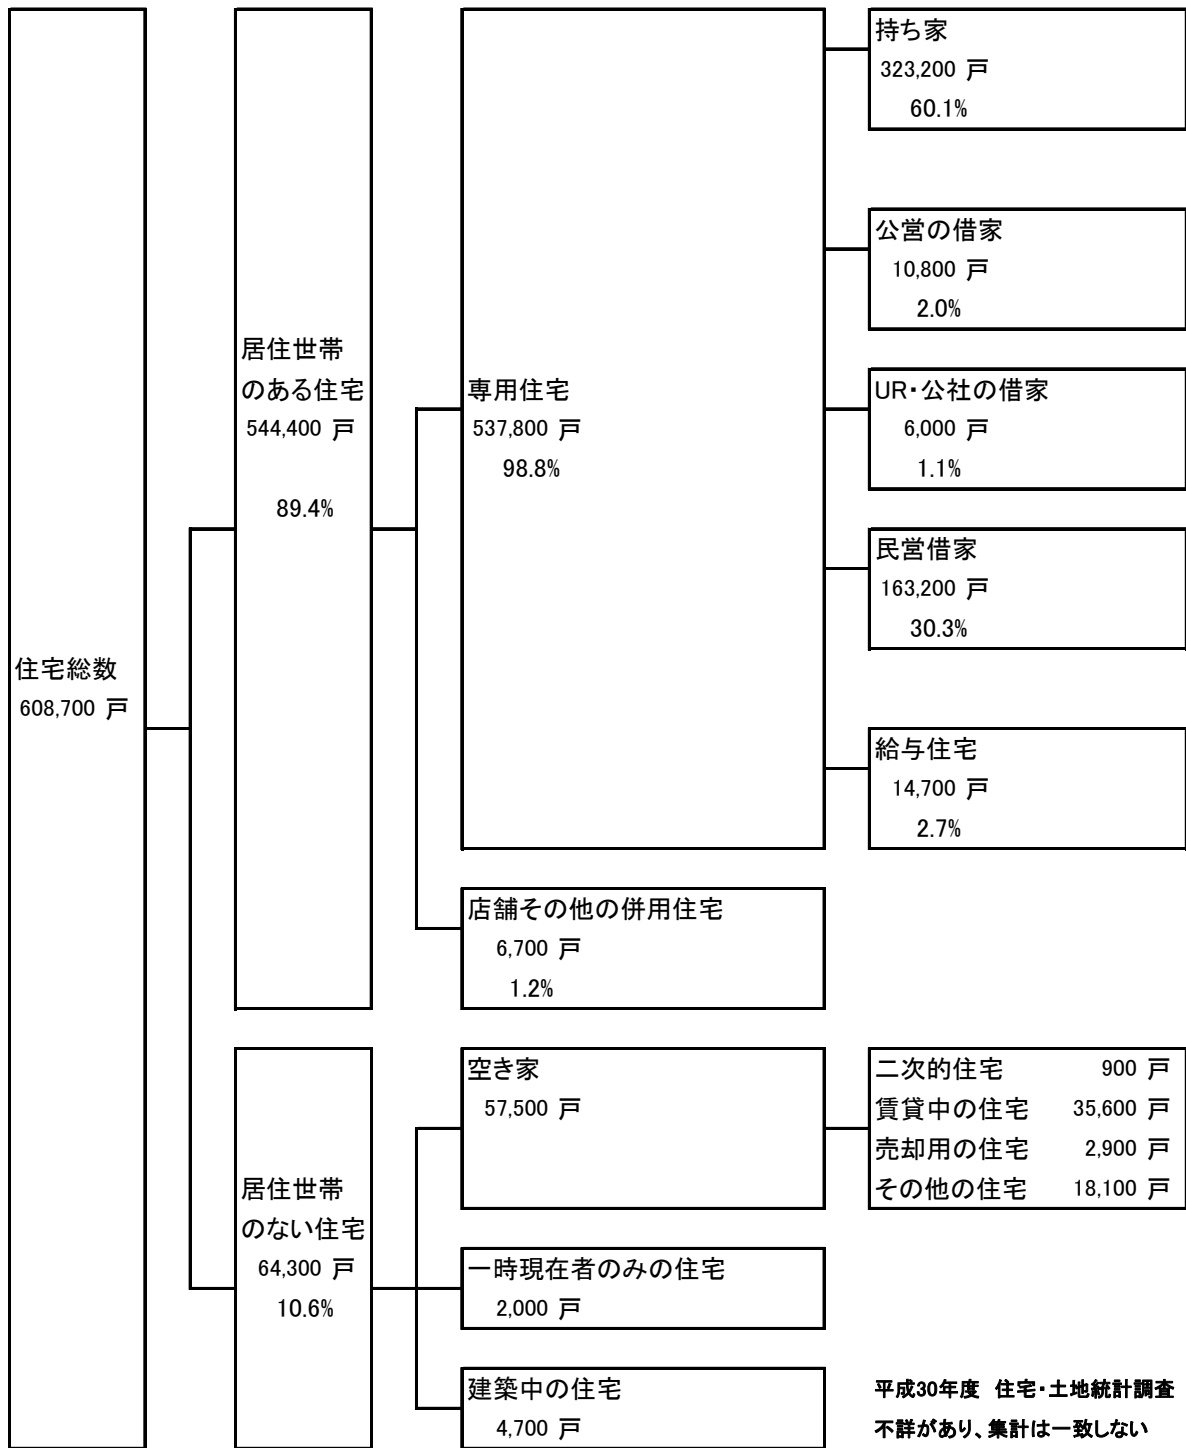 住宅総数
608,700 戸
居住世帯
のある住宅
544,400 戸
89.4%
専用住宅
537,800 戸
98.8%
持ち家
323,200 戸
60.1%
公営の借家
10,800 戸
2.0%
UR・公社の借家
6,000 戸
1.1%
民営借家
163,200 戸
30.3%
給与住宅
14,700 戸
2.7%
店舗その他の併用住宅
6,700 戸
1.2%
居住世帯
のない住宅
64,300 戸
10.6%
空き家
57,500 戸
二次的住宅 900 戸
賃貸中の住宅 35,600 戸
売却用の住宅 2,900 戸
その他の住宅 18,100 戸
一時現在者のみの住宅
2,000 戸
建築中の住宅
4,700 戸
平成30年度 住宅・土地統計調査
不詳があり、集計は一致しない